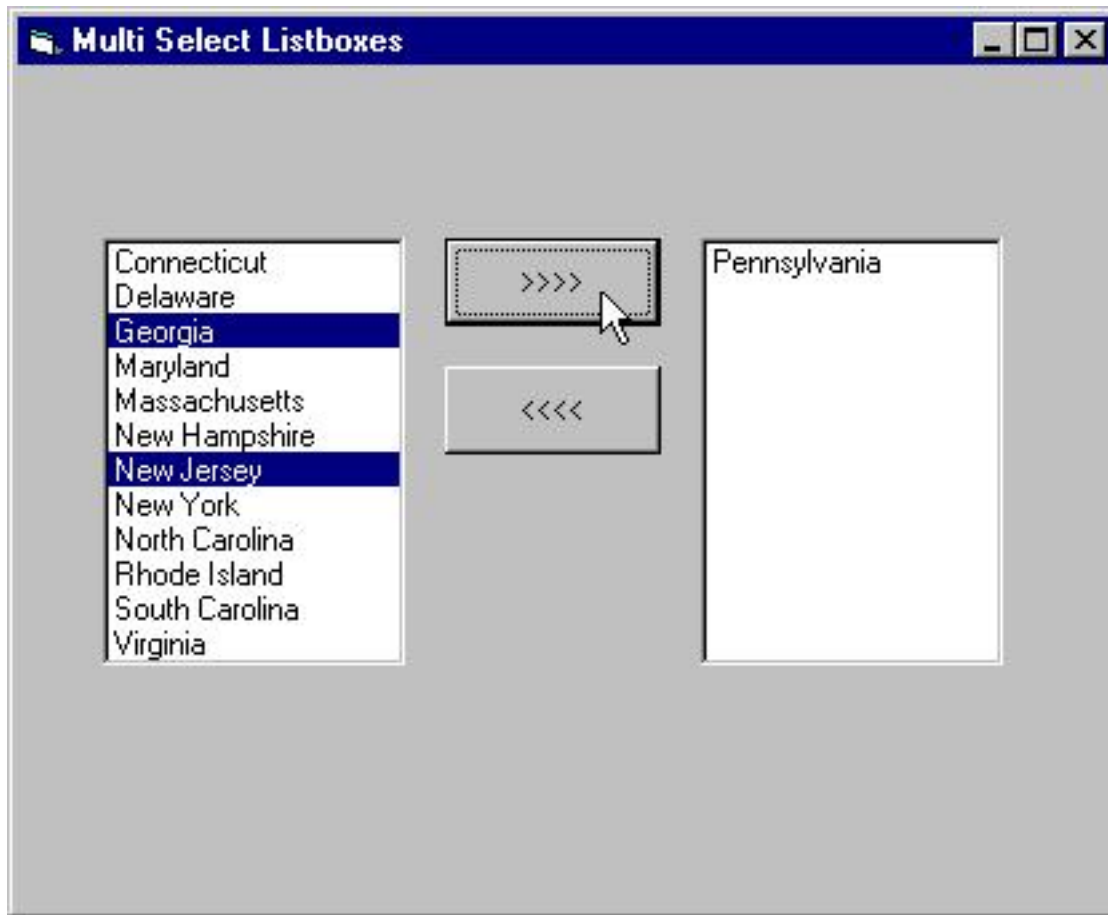 Multi Select Listboxes
Connecticut
Delaware
Georgia
Maryland
Massachusetts
New Hampshire
New Jersey
New York
North Carolina
Rhode Island
South Carolina
Virginia
>>>>
<<<<
Pennsylvania